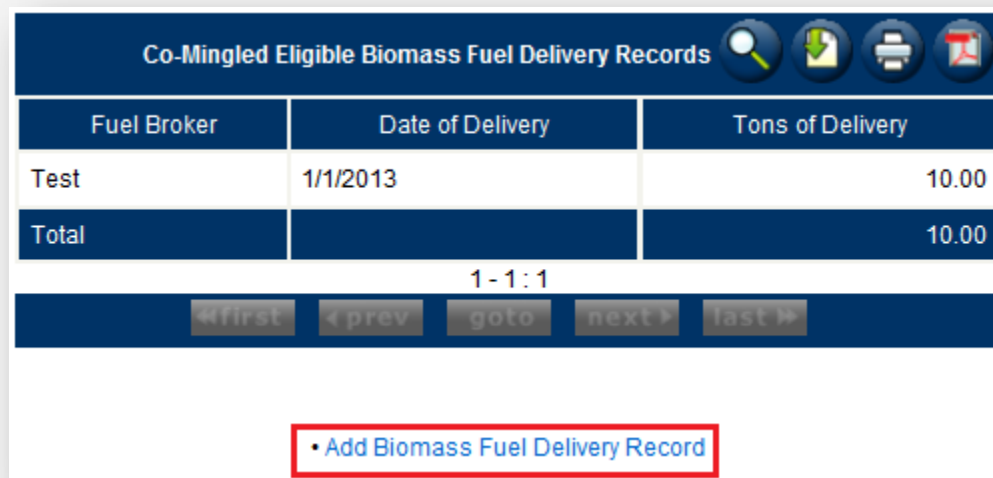 Co-Mingled Eligible Biomass Fuel Delivery Records
Fuel Broker Date of Delivery Tons of Delivery
Test 1/1/2013 10.00
Total 10.00
1 - 1 : 1
first prev goto next last
• Add Biomass Fuel Delivery Record